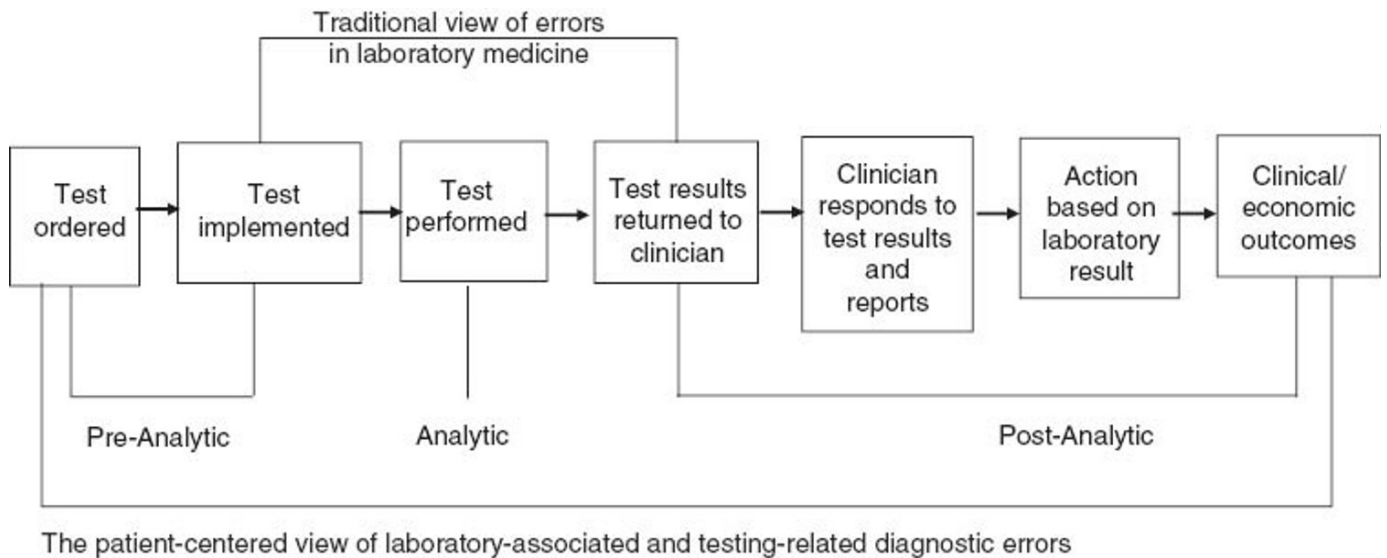 Traditional view of errors
in laboratory medicine
Test
ordered
Test
implemented
Test
performed
Test results
returned to
clinician
Clinician
responds to
test results
and
reports
Action
based on
laboratory
result
Clinical/
economic
outcomes
Pre-Analytic
Analytic
Post-Analytic
The patient-centered view of laboratory-associated and testing-related diagnostic errors